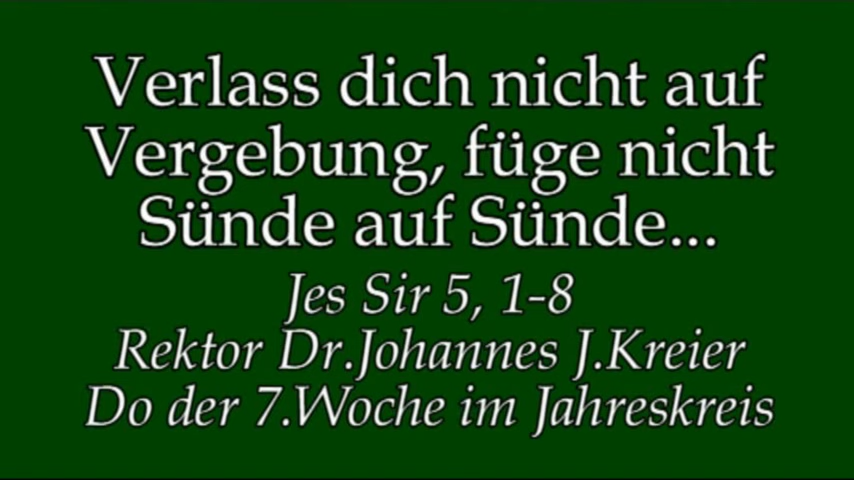 Verlass dich nicht auf
Vergebung, füge nicht
Sünde auf Sünde...
Jes Sir 5, 1-8
Rektor Dr.Johannes J.Kreier
Do der 7.Woche im Jahreskreis